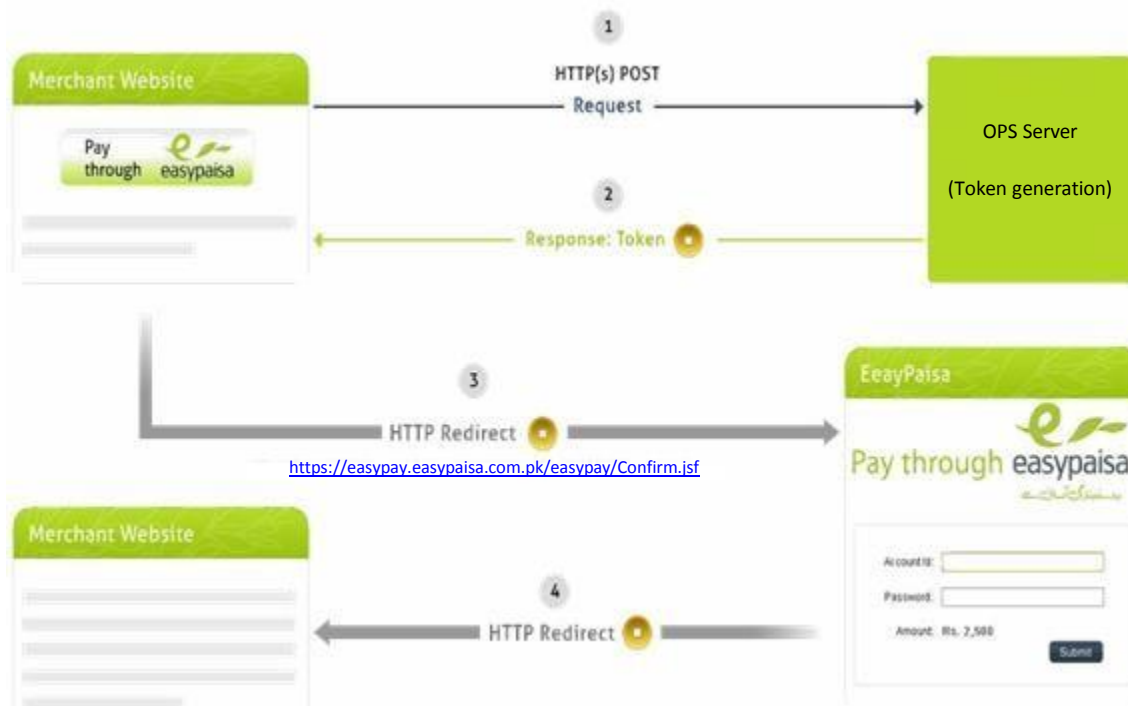 1
HTTP(s) POST
Request
Merchant Website
Pay
through easypaisa
OPS Server
(Token generation)
2
Response: Token
3
HTTP Redirect
https://easypay.easypaisa.com.pk/easypay/Confirm.jsf
EeayPaisa
Pay through easypaisa
Merchant Website
4
HTTP Redirect
Account Id:
Password:
Amount: Rs. 2,500
Submit